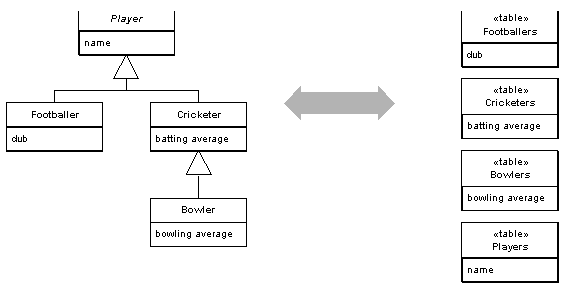 Player
name
Footballer
club
Cricketer
batting average
Bowler
bowling average
«table»
Footballers
club
«table»
Cricketers
batting average
«table»
Bowlers
bowling average
«table»
Players
name